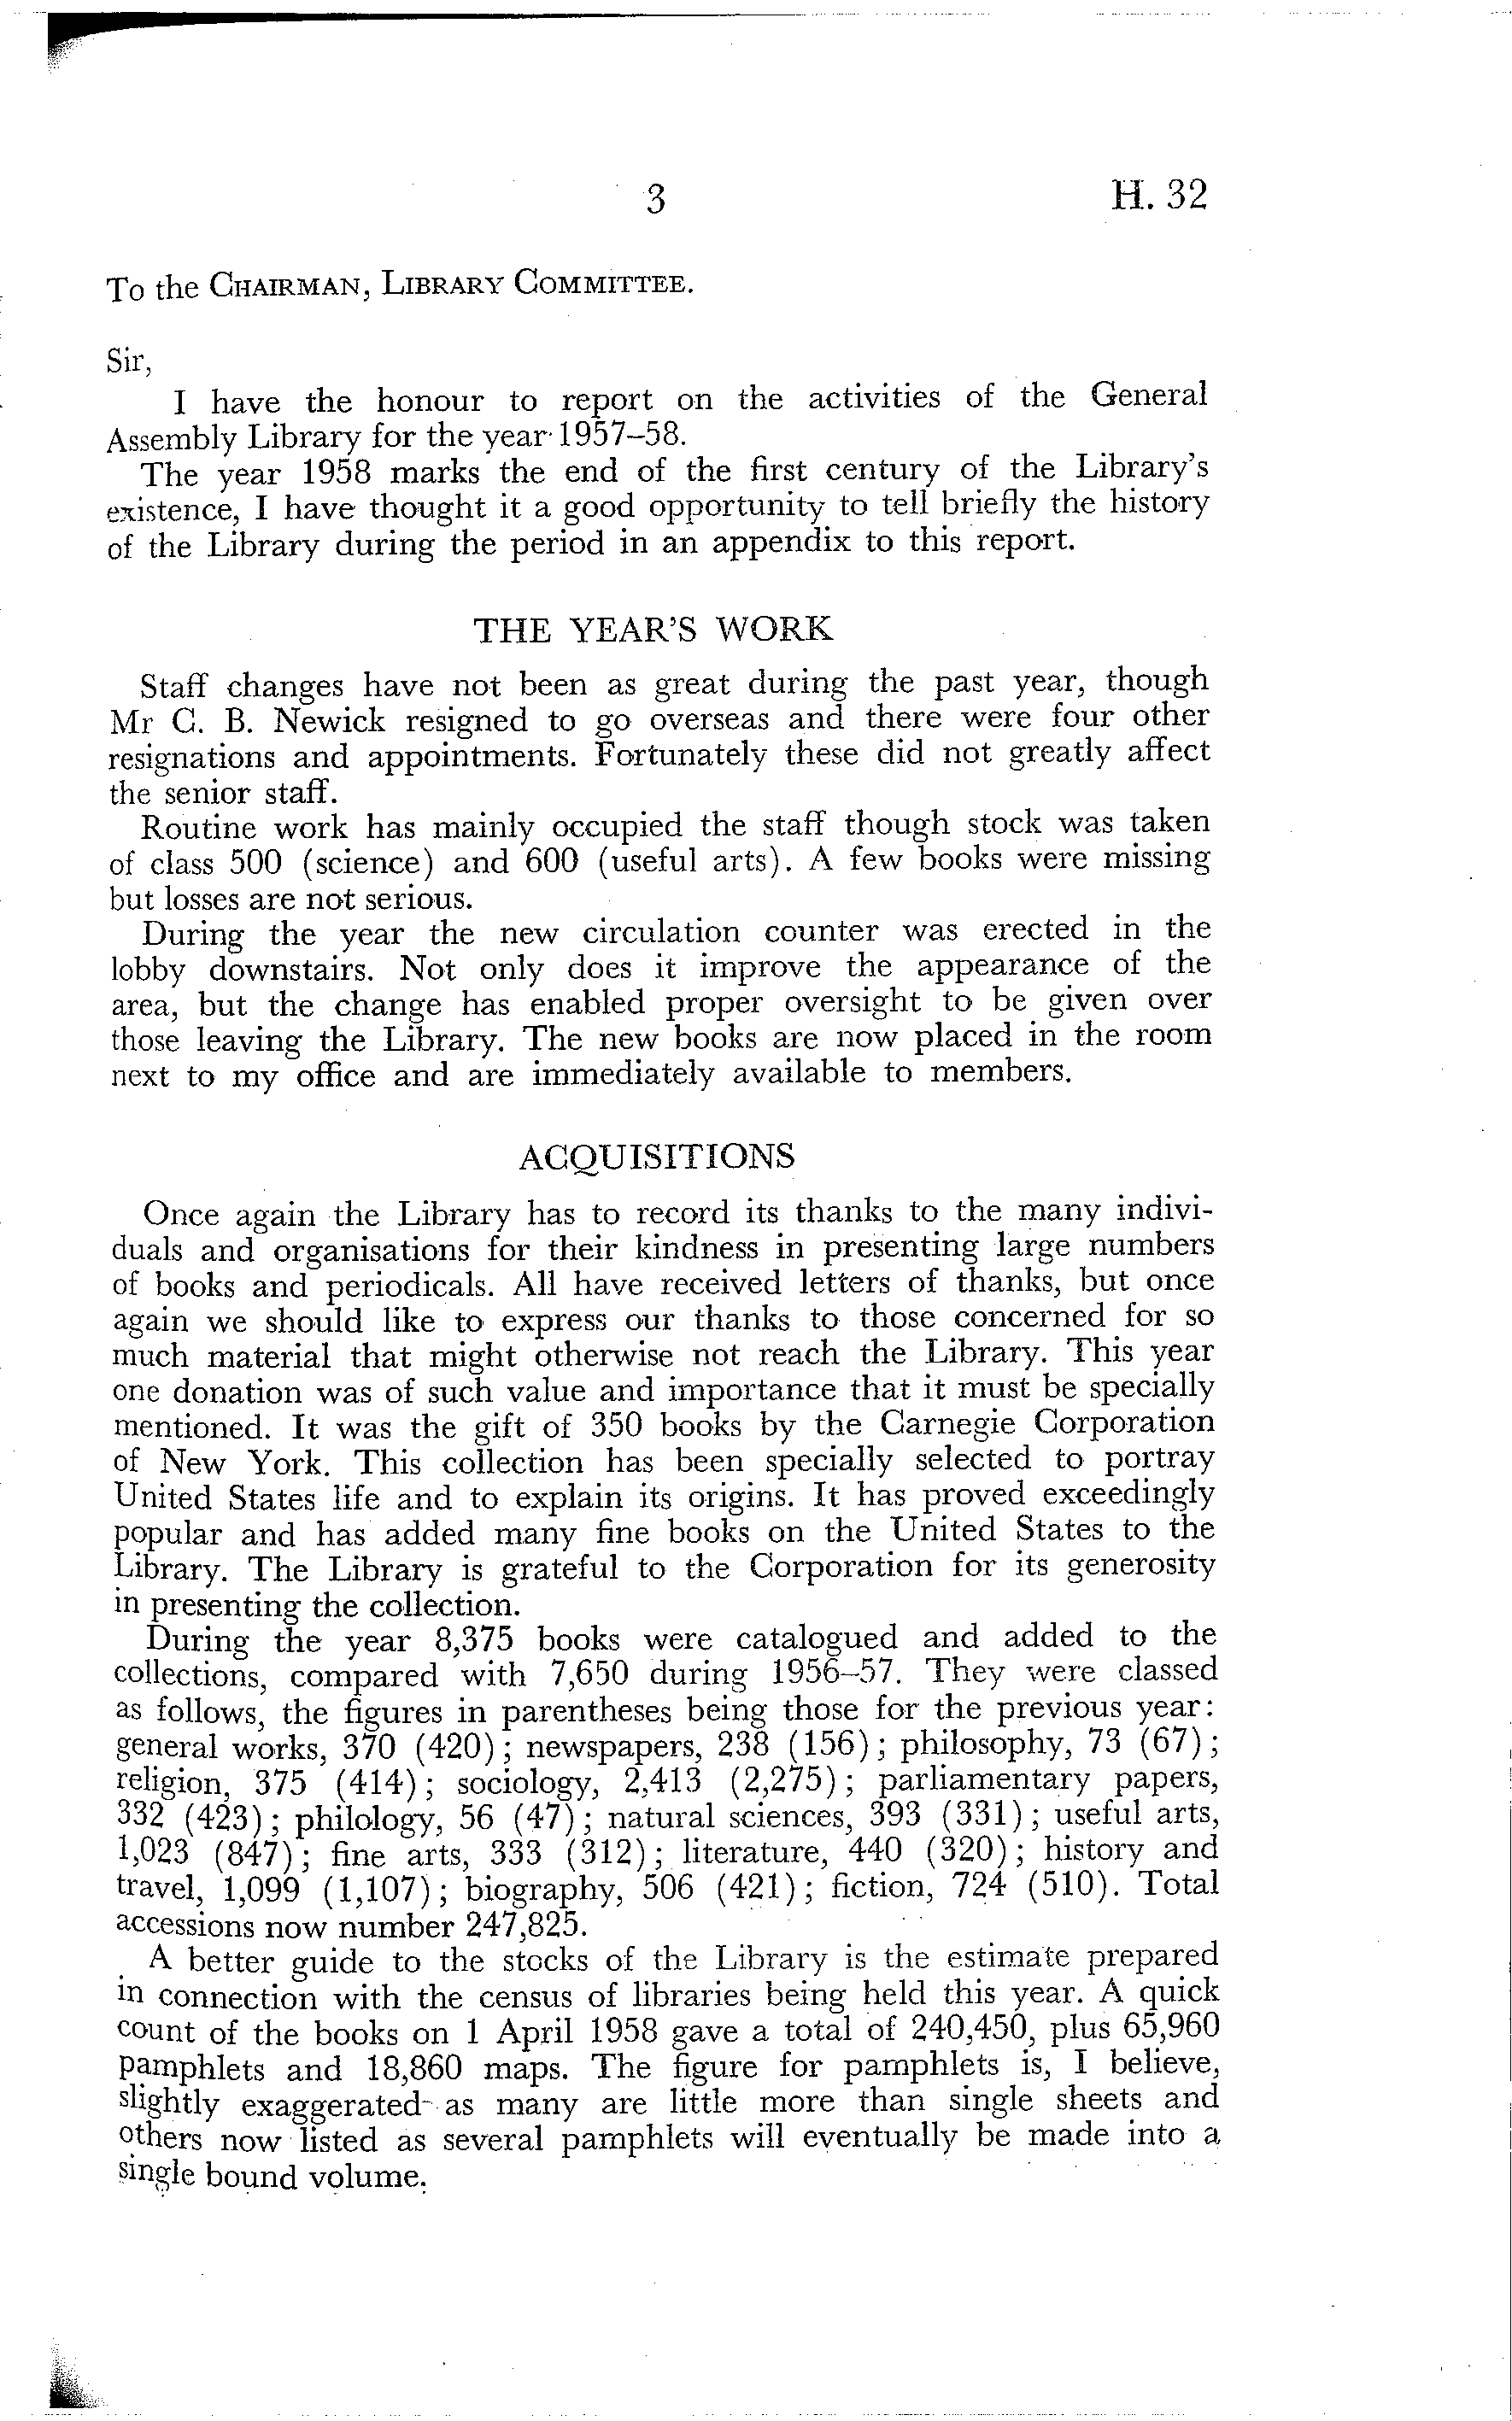 3 H. 32
To the CHAIRMAN, LIBRARY COMMITTEE.
Sir,
I have the honour to report on the activities of the General
Assembly Library for the year 1957–58.
The year 1958 marks the end of the first century of the Library's
existence, I have thought it a good opportunity to tell briefly the history
of the Library during the period in an appendix to this report.
THE YEAR'S WORK
Staff changes have not been as great during the past year, though
Mr C. B. Newick resigned to go overseas and there were four other
resignations and appointments. Fortunately these did not greatly affect
the senior staff.
Routine work has mainly occupied the staff though stock was taken
of class 500 (science) and 600 (useful arts). A few books were missing
but losses are not serious.
During the year the new circulation counter was erected in the
lobby downstairs. Not only does it improve the appearance of the
area, but the change has enabled proper oversight to be given over
those leaving the Library. The new books are now placed in the room
next to my office and are immediately available to members.
ACQUISITIONS
Once again the Library has to record its thanks to the many indivi-
duals and organisations for their kindness in presenting large numbers
of books and periodicals. All have received letters of thanks, but once
again we should like to express our thanks to those concerned for so
much material that might otherwise not reach the Library. This year
one donation was of such value and importance that it must be specially
mentioned. It was the gift of 350 books by the Carnegie Corporation
of New York. This collection has been specially selected to portray
United States life and to explain its origins. It has proved exceedingly
popular and has added many fine books on the United States to the
Library. The Library is grateful to the Corporation for its generosity
in presenting the collection.
During the year 8,375 books were catalogued and added to the
collections, compared with 7,650 during 1956–57. They were classed
as follows, the figures in parentheses being those for the previous year:
general works, 370 (420); newspapers, 238 (156); philosophy, 73 (67);
religion, 375 (414); sociology, 2,413 (2,275); parliamentary papers,
332 (423); philology, 56 (47); natural sciences, 393 (331); useful arts,
1,023 (847); fine arts, 333 (312); literature, 440 (320); history and
travel, 1,099 (1,107); biography, 506 (421); fiction, 724 (510). Total
accessions now number 247,825.
A better guide to the stocks of the Library is the estimate prepared
in connection with the census of libraries being held this year. A quick
count of the books on 1 April 1958 gave a total of 240,450, plus 65,960
pamphlets and 18,860 maps. The figure for pamphlets is, I believe,
slightly exaggerated as many are little more than single sheets and
others now listed as several pamphlets will eventually be made into a
single bound volume.